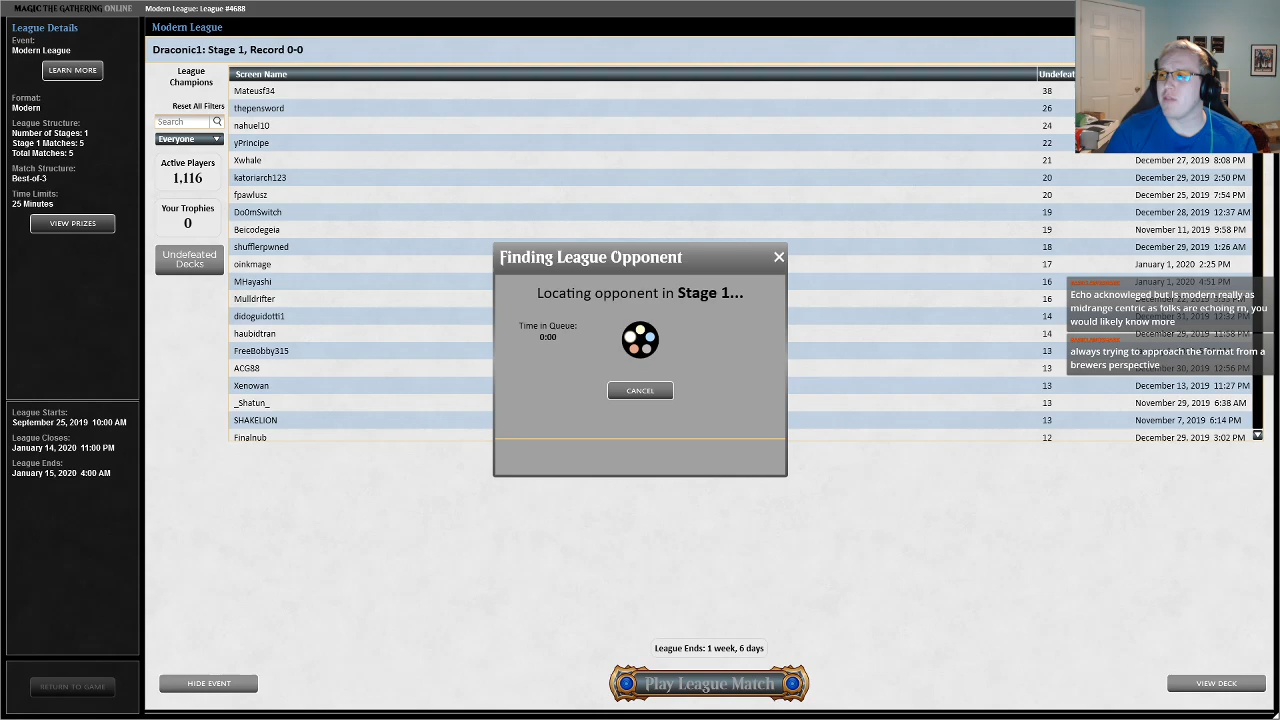 MAGIC THE GATHERING ONLINE
Modern League: League #4688
League Details
Event:
Modern League
LEARN MORE
Format:
Modern
League Structure:
Number of Stages: 1
Stage 1 Matches: 5
Total Matches: 5
Match Structure:
Best-of-3
Time Limits:
25 Minutes
VIEW PRIZES
League Starts:
September 25, 2019 10:00 AM
League Closes:
January 14, 2020 11:00 PM
League Ends:
January 15, 2020 4:00 AM
RETURN TO GAME
Modern League
Draconic1: Stage 1, Record 0-0
League
Champions
Reset All Filters
Search
Everyone
Active Players
1,116
Your Trophies
0
Undefeated
Decks
Screen Name Undefeat
Mateusf34 38
thepensword 26
nahuel10 24
yPrincipe 22
Xwhale 21 December 27, 2019 8:08 PM
katoriarch123 20 December 29, 2019 2:50 PM
fpawlusz 20 December 25, 2019 7:54 PM
Do0mSwitch 19 December 28, 2019 12:37 AM
Beicodegeia 19 November 11, 2019 9:58 PM
shufflerpwned 18 December 29, 2019 1:26 AM
oinkmage 17 January 1, 2020 2:25 PM
MHayashi 16 January 1, 2020 4:51 PM
Mulldrifter 16
didoguidotti1 14
haubidtran 14
FreeBobby315 13
ACG88 13
Xenowan 13 December 13, 2019 11:27 PM
_Shatun_ 13 November 29, 2019 6:38 AM
SHAKELION 13 November 7, 2019 6:14 PM
Finalnub 12 December 29, 2019 3:02 PM
Finding League Opponent
Locating opponent in Stage 1...
Time in Queue:
0:00
CANCEL
Echo acknowleged but Is modern really as
midrange centric as folks are echoing rn, you
would likely know more
always trying to approach the format from a
brewers perspective
League Ends: 1 week, 6 days
HIDE EVENT
Play League Match
VIEW DECK